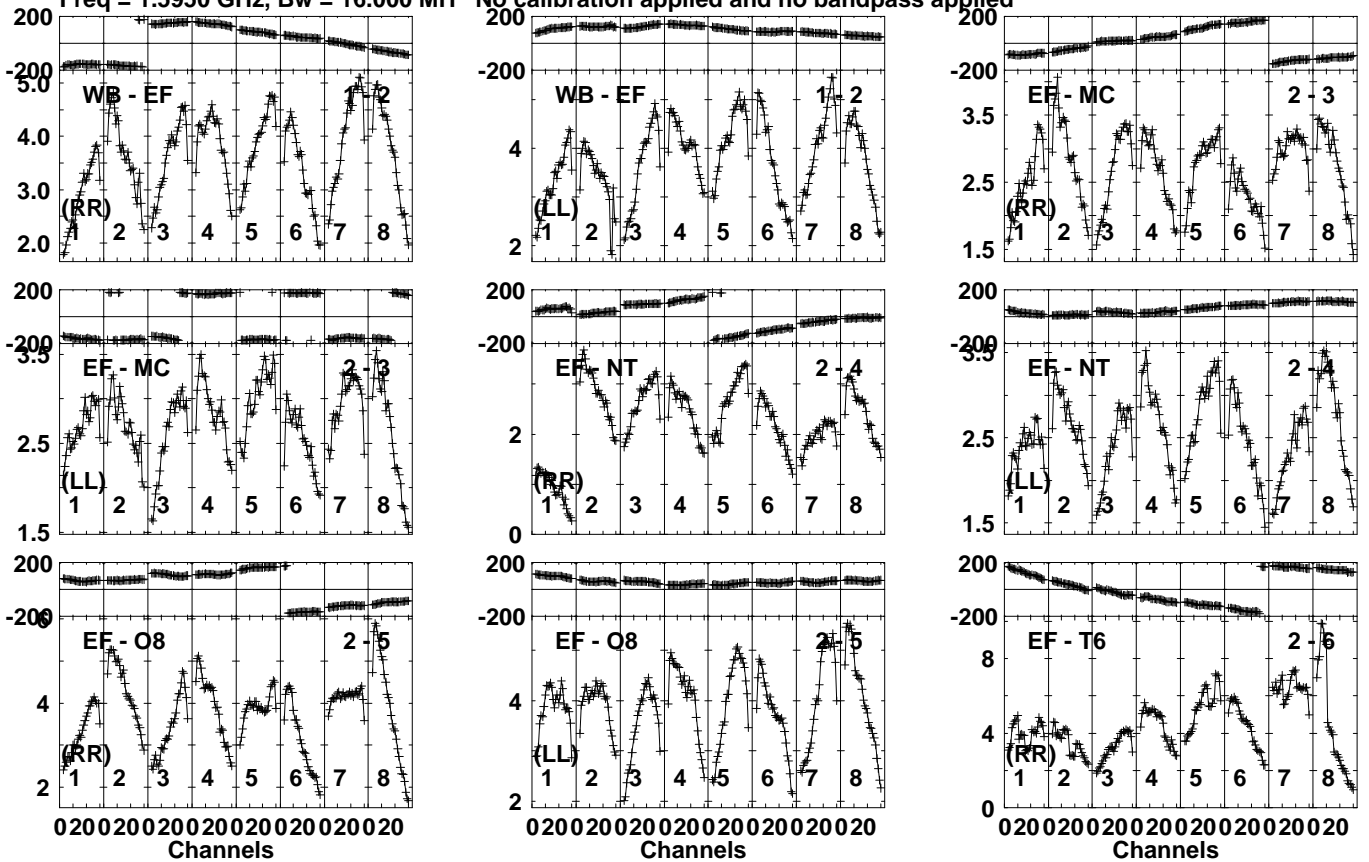 Freq = 1.5950 GHz, Bw = 16.000 MH No calibration applied and no bandpass applied
200 200 200
-200 -200 -200
5.0 4.0 3.0 2.0
WB - EF 1 - 2
(RR)
1 2 3 4 5 6 7 8
4 2
WB - EF 1 - 2
(LL)
1 2 3 4 5 6 7 8
3.5 2.5 1.5
EF - MC 2 - 3
(RR)
1 2 3 4 5 6 7 8
200 200 200
-200 -200 -200
3.5 2.5 1.5
EF - MC 2 - 3
(LL)
1 2 3 4 5 6 7 8
2 0
EF - NT 2 - 4
(RR)
1 2 3 4 5 6 7 8
3.5 2.5 1.5
EF - NT 2 - 4
(LL)
1 2 3 4 5 6 7 8
200 200 200
-200 -200 -200
6 4 2
EF - O8 2 - 5
(RR)
1 2 3 4 5 6 7 8
4 2
EF - O8 2 - 5
(LL)
1 2 3 4 5 6 7 8
8 4 0
EF - T6 2 - 6
(RR)
1 2 3 4 5 6 7 8
0 20 0 20 0 20 0 20 0 20 0 20 0 20 0 20
0 20 0 20 0 20 0 20 0 20 0 20 0 20 0 20
0 20 0 20 0 20 0 20 0 20 0 20 0 20 0 20
Channels Channels Channels